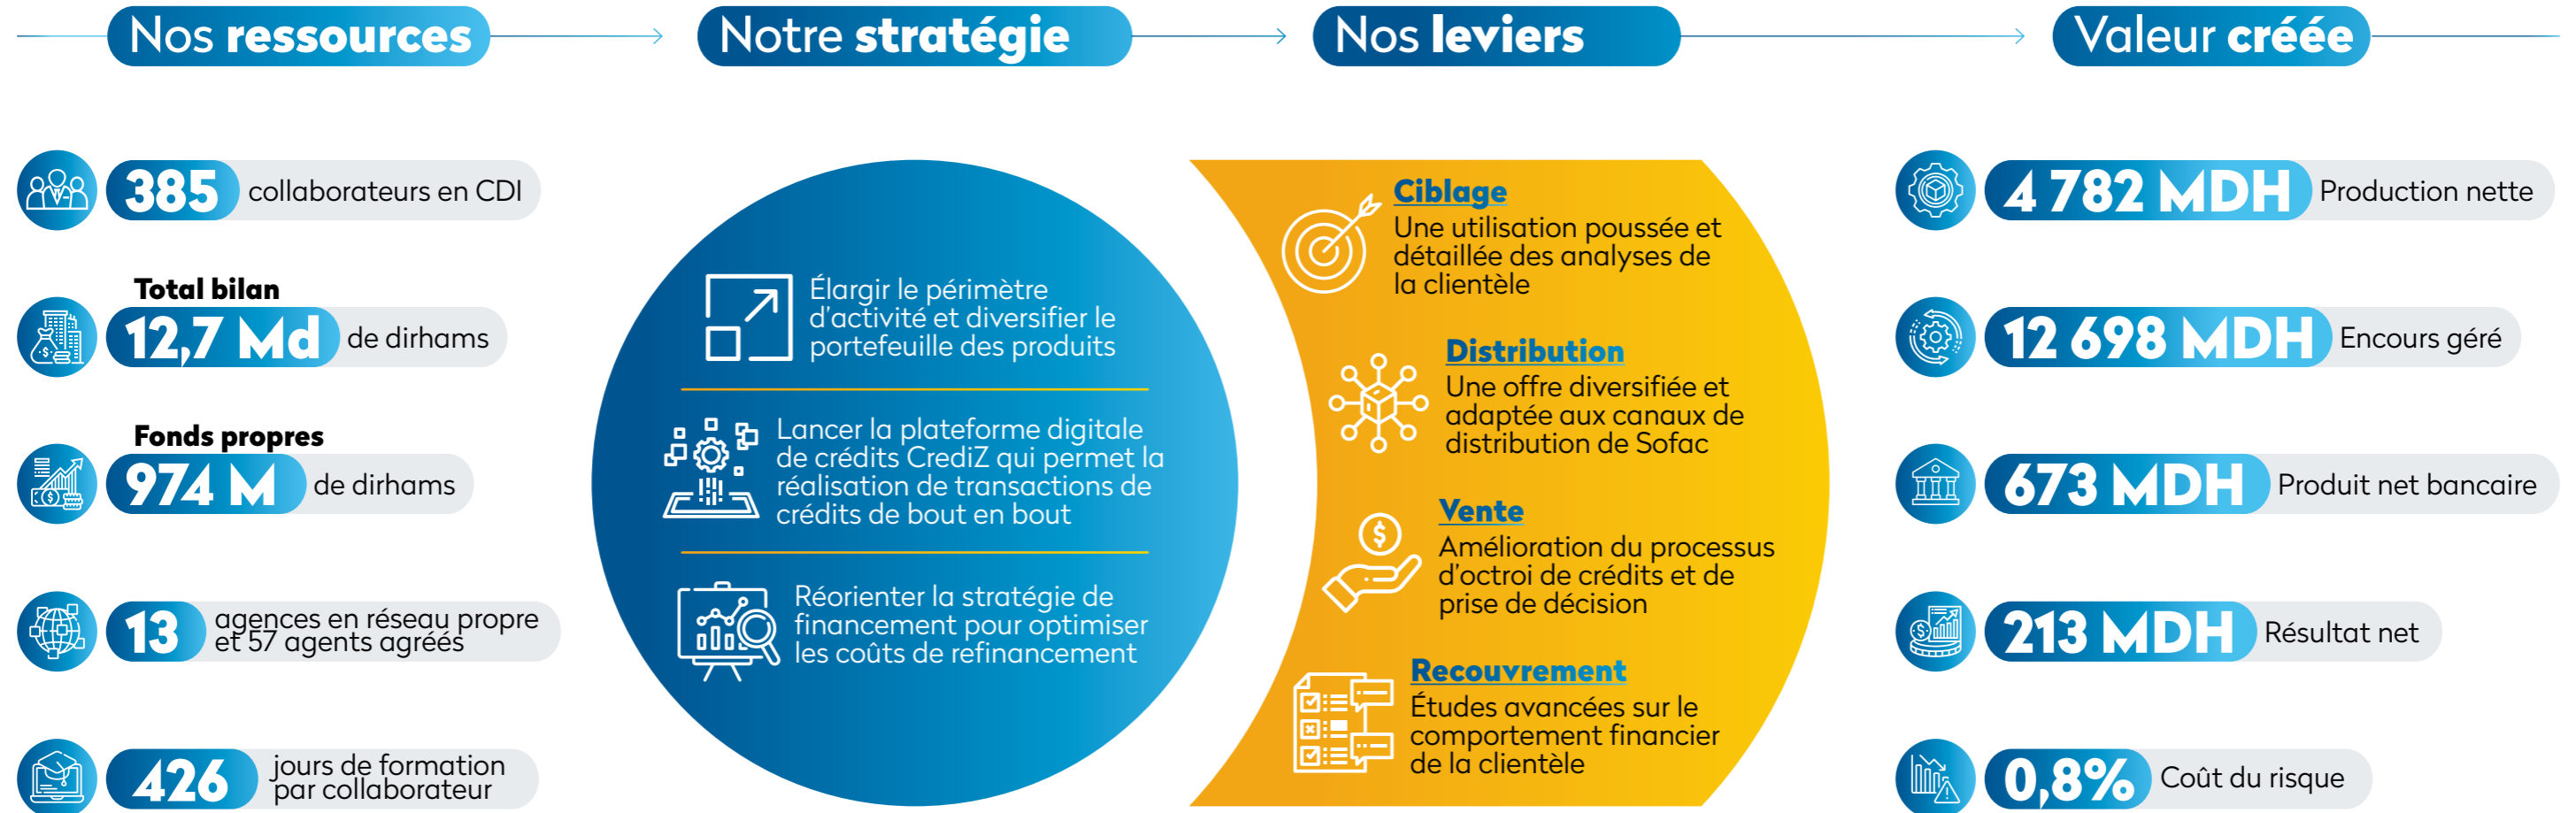 Nos ressources
Notre stratégie
Nos leviers
Valeur créée
385 collaborateurs en CDI
Total bilan
12,7 Md de dirhams
Fonds propres
974 M de dirhams
13 agences en réseau propre
et 57 agents agréés
426 jours de formation
par collaborateur
Élargir le périmètre
d'activité et diversifier le
portefeuille des produits
Lancer la plateforme digitale
de crédits CrediZ qui permet la
réalisation de transactions de
crédits de bout en bout
Réorienter la stratégie de
financement pour optimiser
les coûts de refinancement
Ciblage
Une utilisation poussée et
détaillée des analyses de
la clientèle
Distribution
Une offre diversifiée et
adaptée aux canaux de
distribution de Sofac
Vente
Amélioration du processus
d'octroi de crédits et de
prise de décision
Recouvrement
Études avancées sur le
comportement financier
de la clientèle
4 782 MDH Production nette
12 698 MDH Encours géré
673 MDH Produit net bancaire
213 MDH Résultat net
0,8% Coût du risque